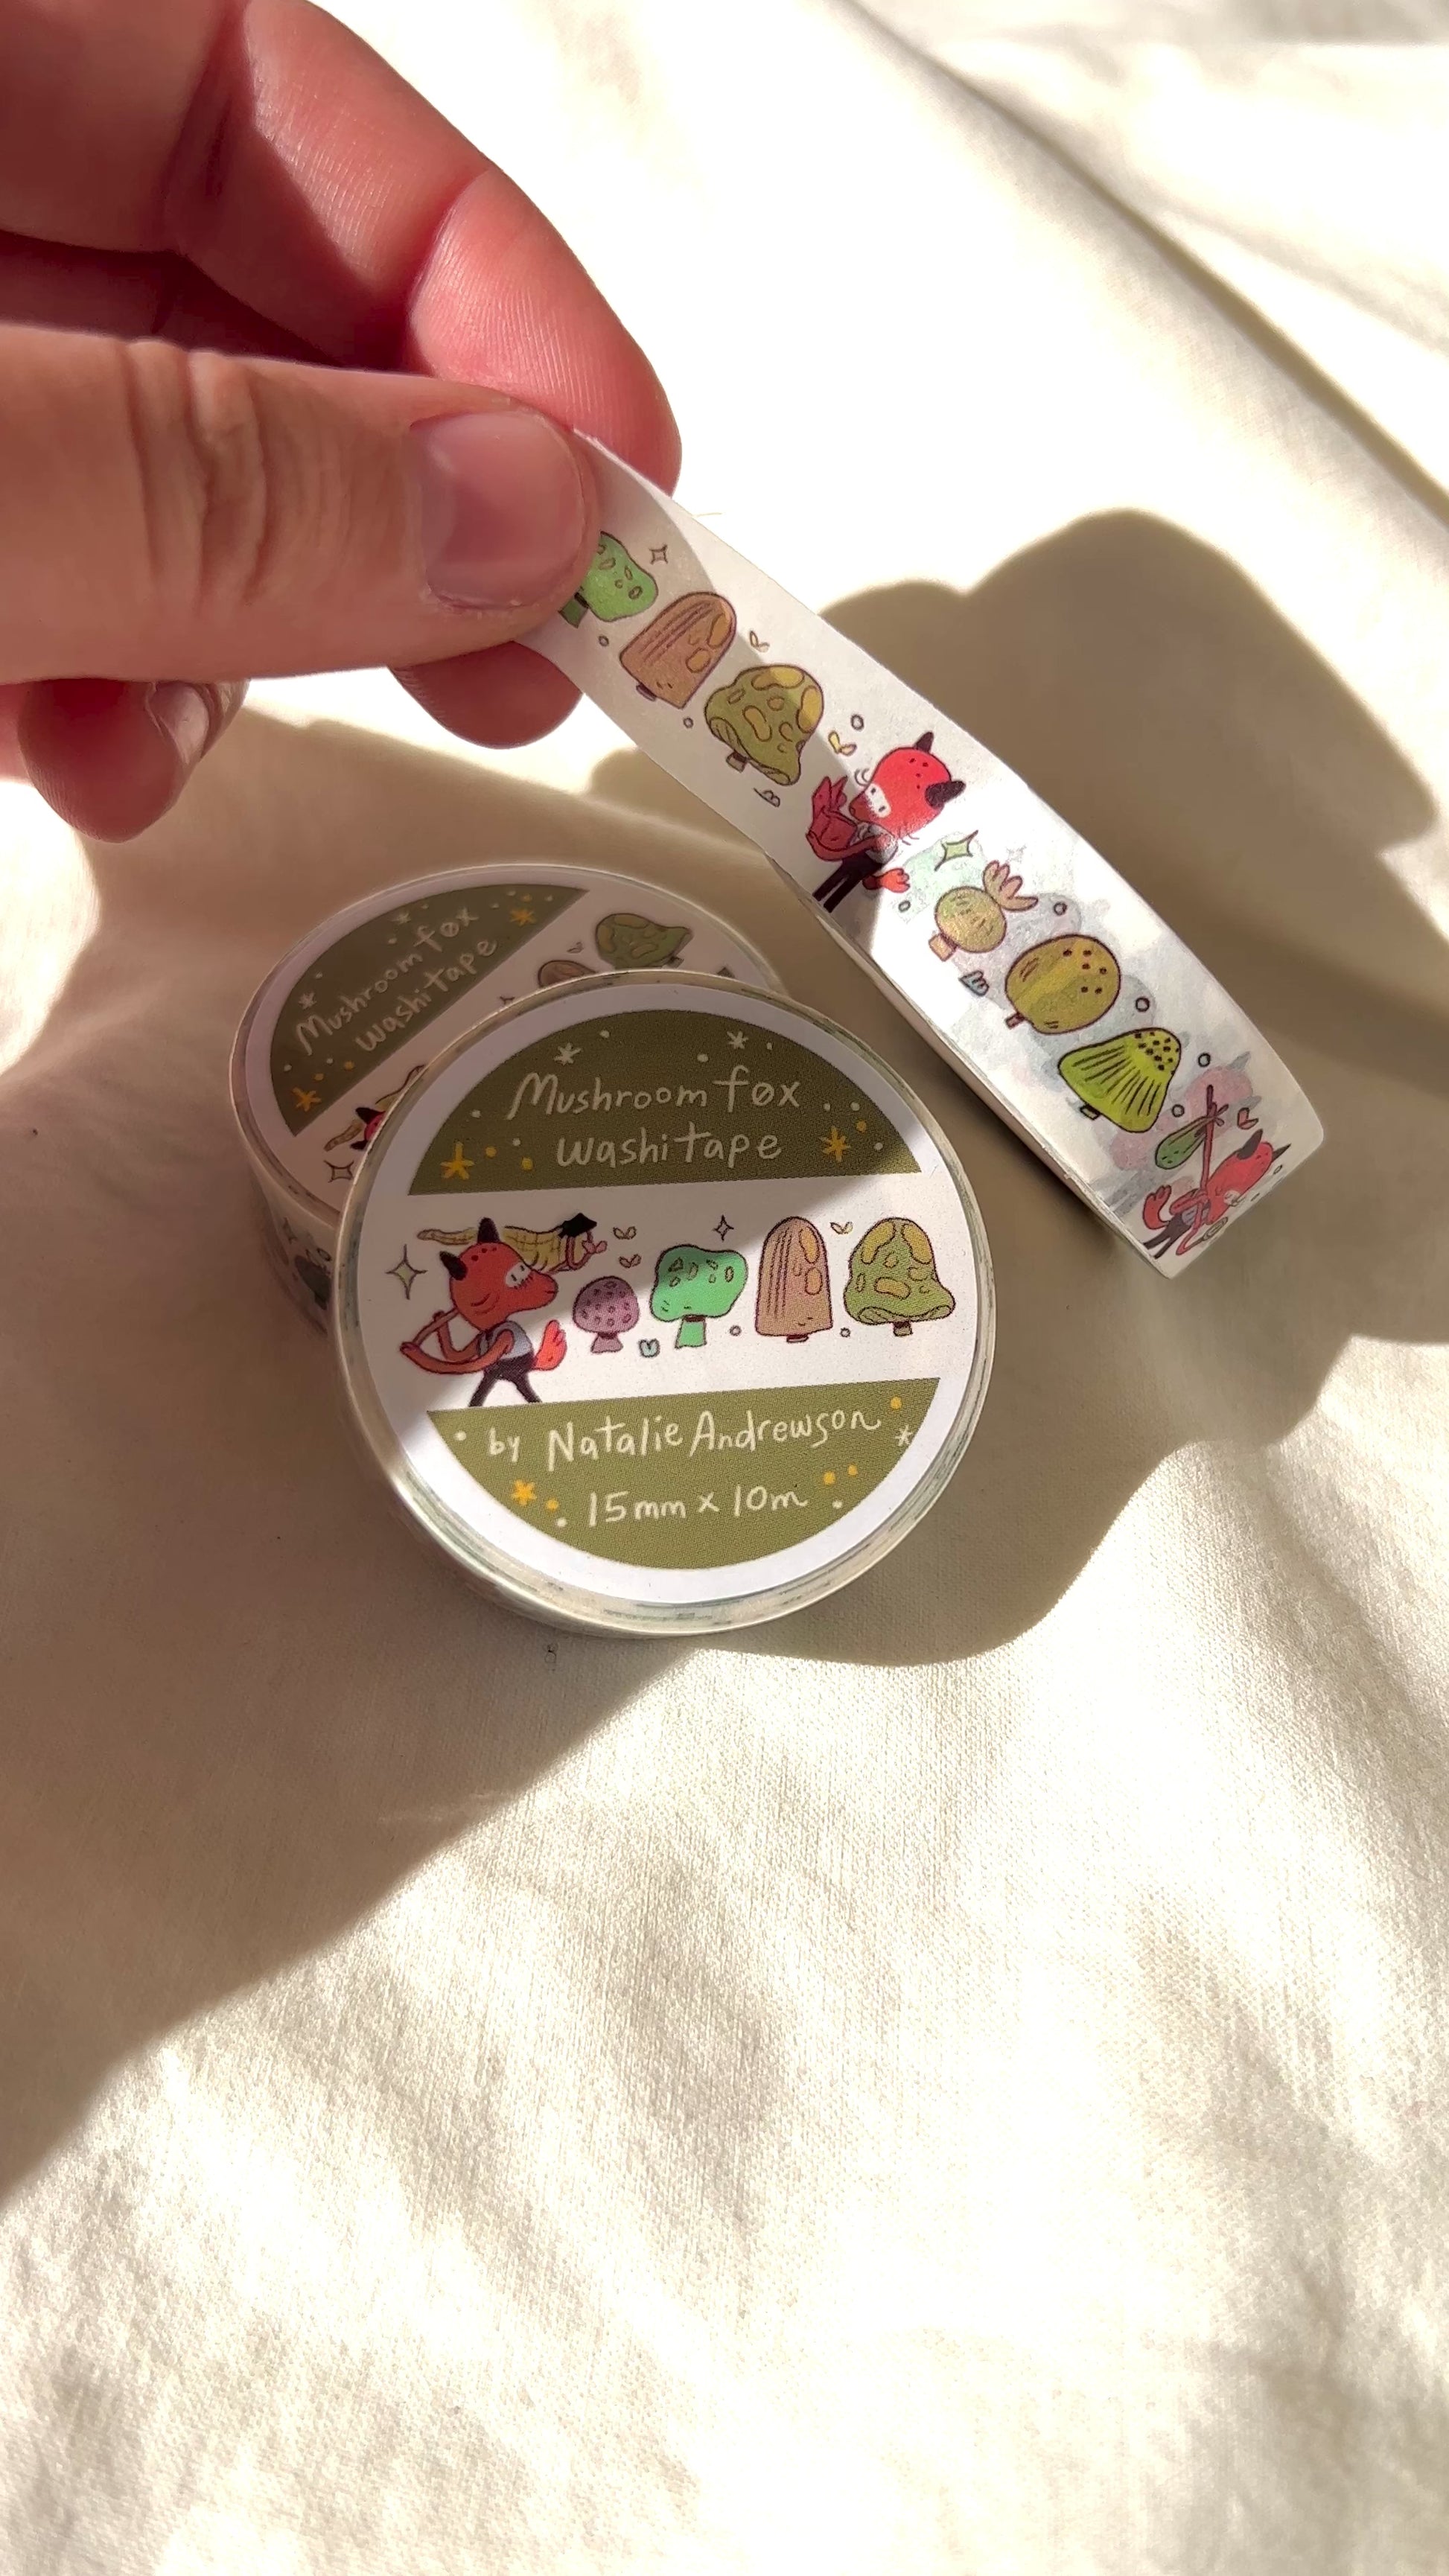 Mushroom fox
washi tape
Mushroom fox
washi tape
by Natalie Andrewson
15mm x 10m